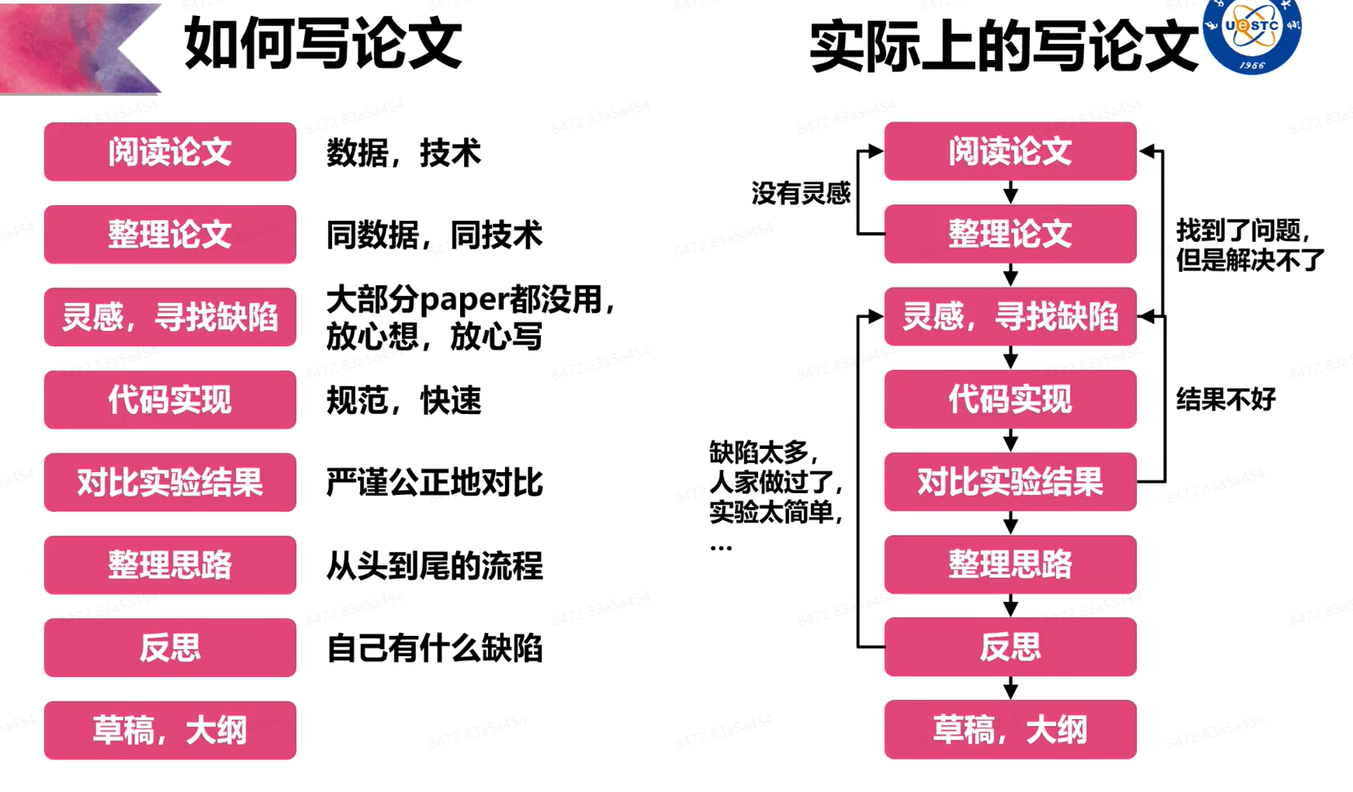 如何写论文
阅读论文
数据，技术
整理论文
同数据，同技术
灵感，寻找缺陷
大部分paper都没用，
放心想，放心写
代码实现
规范，快速
对比实验结果
严谨公正地对比
整理思路
从头到尾的流程
反思
自己有什么缺陷
草稿，大纲
实际上的写论文
UESTC
1956
阅读论文
没有灵感
整理论文
找到了问题，
但是解决不了
灵感，寻找缺陷
代码实现
结果不好
缺陷太多，
人家做过了，
实验太简单，
...
对比实验结果
整理思路
反思
草稿，大纲
8472 83a5a454